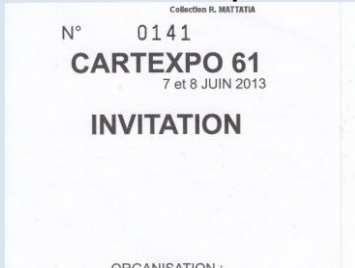 Collection R. MATTATIA
N° 0141
CARTEXPO 61
7 et 8 JUIN 2013
INVITATION
ORGANISATION :